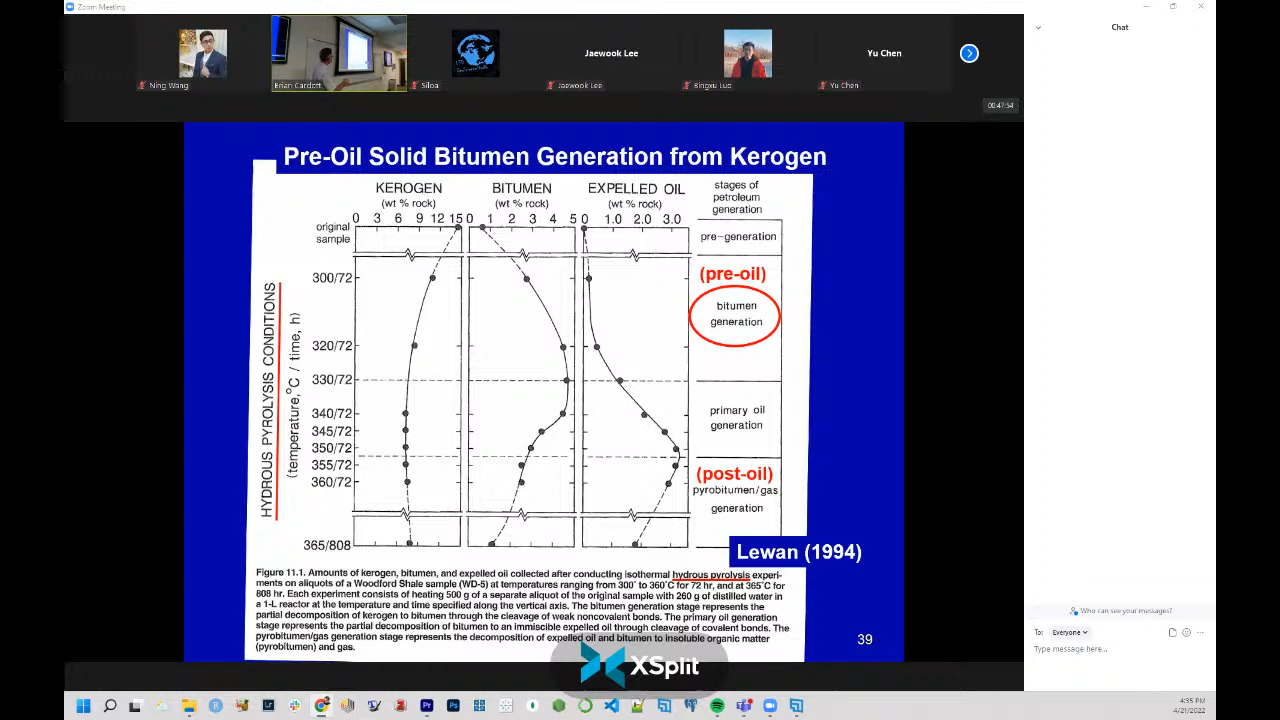 Zoom Meeting
Ning Wang
Brian Cardott
Siloa
Jaewook Lee
Jaewook Lee
Bingxu Luo
Yu Chen
Yu Chen
00:47:54
Chat
Pre-Oil Solid Bitumen Generation from Kerogen
KEROGEN
(wt % rock)
BITUMEN
(wt % rock)
EXPELLED OIL
(wt % rock)
stages of
petroleum
generation
0 3 6 9 12 15
0 1 2 3 4 5
0 1.0 2.0 3.0
original
sample
pre-generation
HYDROUS PYROLYSIS CONDITIONS
(temperature,°C / time, h)
300/72
(pre-oil)
bitumen
generation
320/72
330/72
340/72
primary oil
generation
345/72
350/72
355/72
(post-oil)
360/72
pyrobitumen/gas
generation
365/808
Lewan (1994)
Figure 11.1. Amounts of kerogen, bitumen, and expelled oil collected after conducting isothermal hydrous pyrolysis experi-
ments on aliquots of a Woodford Shale sample (WD-5) at temperatures ranging from 300° to 360°C for 72 hr, and at 365°C for
808 hr. Each experiment consists of heating 500 g of a separate aliquot of the original sample with 260 g of distilled water in
a 1-L reactor at the temperature and time specified along the vertical axis. The bitumen generation stage represents the
partial decomposition of kerogen to bitumen through the cleavage of weak noncovalent bonds. The primary oil generation
stage represents the partial decomposition of bitumen to an immiscible expelled oil through cleavage of covalent bonds. The
pyrobitumen/gas generation stage represents the decomposition of expelled oil and bitumen to insoluble organic matter
(pyrobitumen) and gas.
39
XSplit
Who can see your messages?
To: Everyone
Type message here...
4:35 PM
4/21/2022